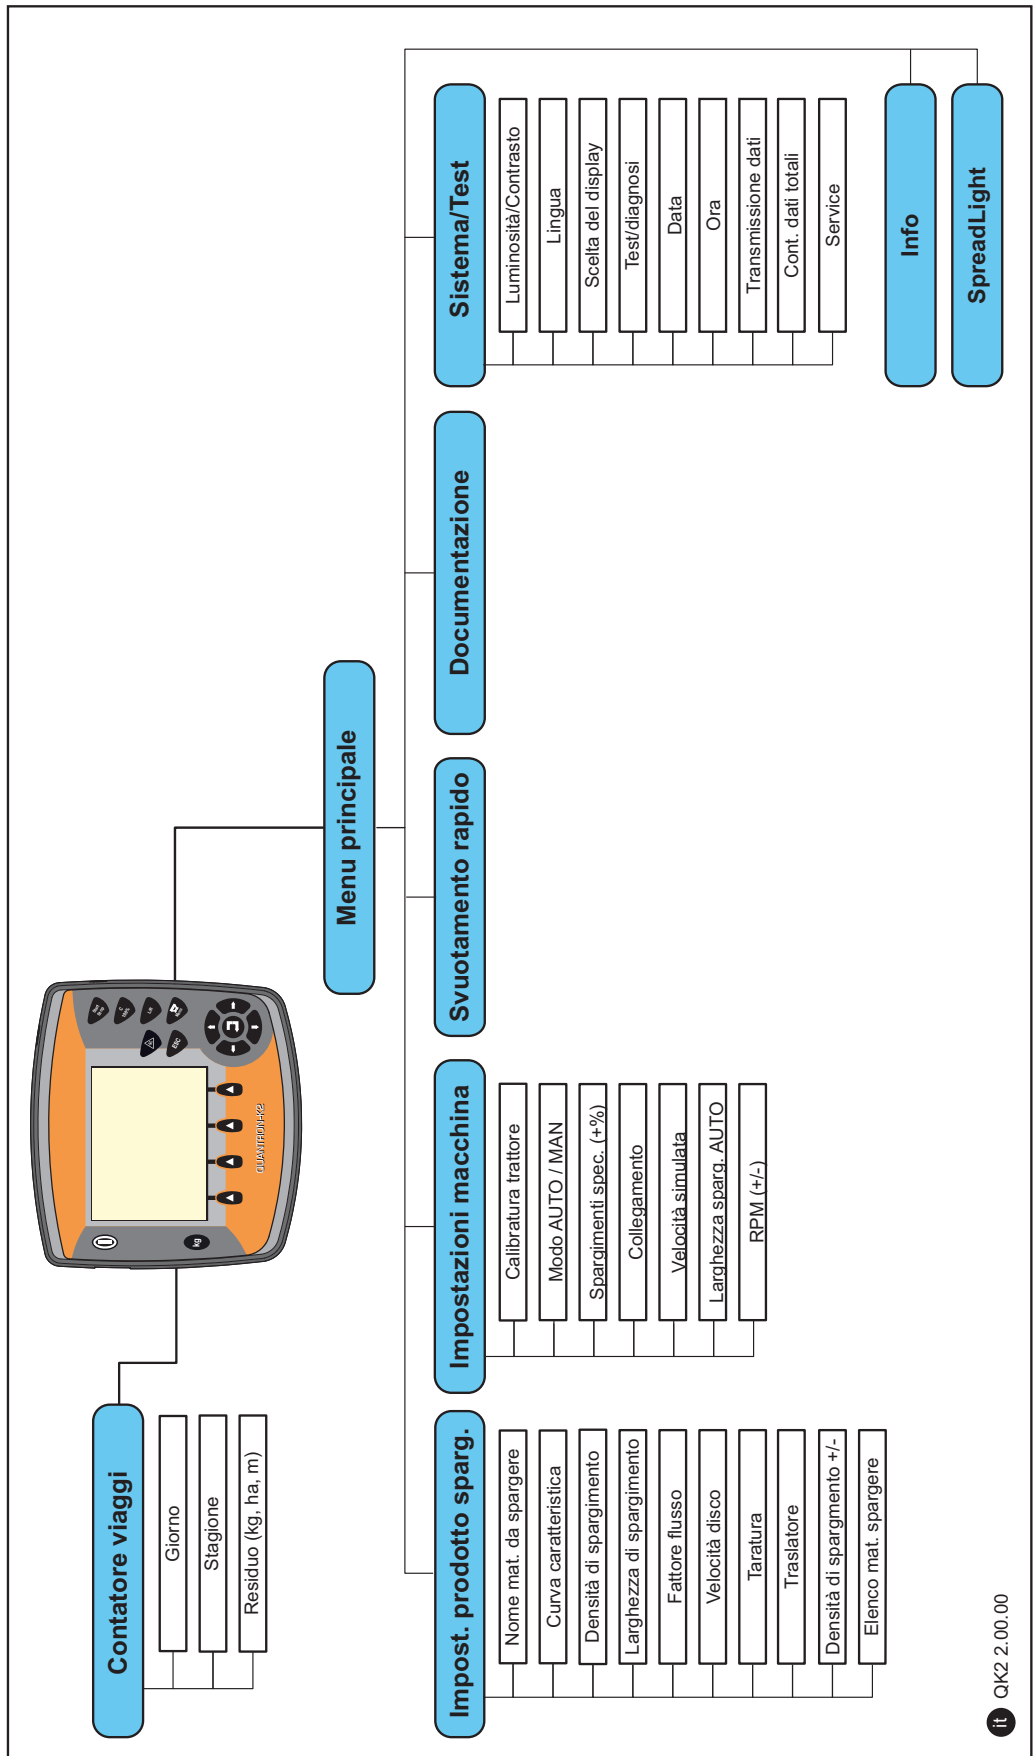 Contatore viaggi
Giorno
Stagione
Residuo (kg, ha, m)
kg
ESC
L/R
QUANTRON-K2
Menu principale
Impost. prodotto sparg.
Nome mat. da spargere
Curva caratteristica
Densità di spargimento
Larghezza di spargimento
Fattore flusso
Velocità disco
Taratura
Traslatore
Densità di spargmento +/-
Elenco mat. spargere
Impostazioni macchina
Calibratura trattore
Modo AUTO / MAN
Spargimenti spec. (+%)
Collegamento
Velocità simulata
Larghezza sparg. AUTO
RPM (+/-)
Svuotamento rapido
Documentazione
Sistema/Test
Luminosità/Contrasto
Lingua
Scelta del display
Test/diagnosi
Data
Ora
Transmissione dati
Cont. dati totali
Service
Info
SpreadLight
it QK2 2.00.00